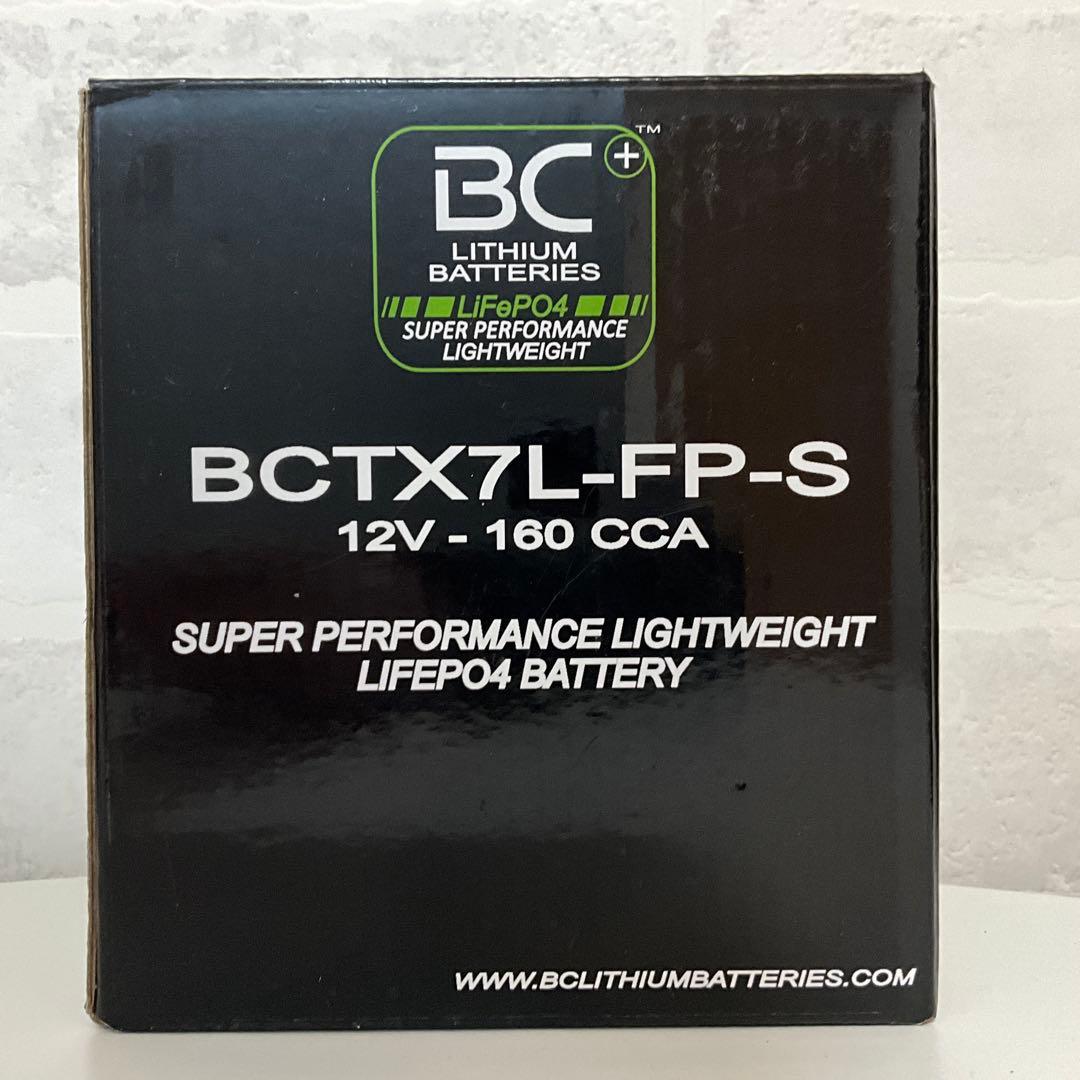 BC+™
LITHIUM
BATTERIES
LiFePO4
SUPER PERFORMANCE
LIGHTWEIGHT
BCTX7L-FP-S
12V - 160 CCA
SUPER PERFORMANCE LIGHTWEIGHT
LIFEPO4 BATTERY
WWW.BCLITHIUMBATTERIES.COM